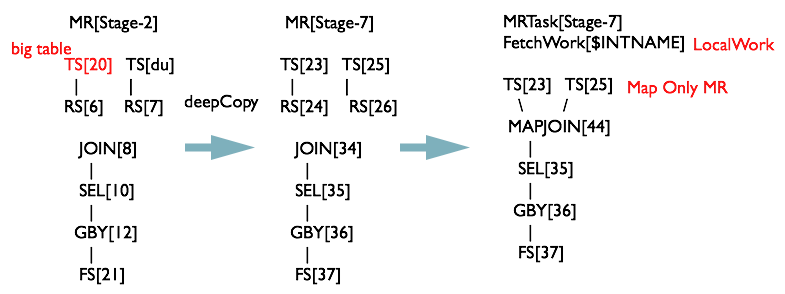 MR[Stage-2]
big table
TS[20] TS[du]
| |
RS[6] RS[7]
JOIN[8]
|
SEL[10]
|
GBY[12]
|
FS[21]
deepCopy
MR[Stage-7]
TS[23] TS[25]
| |
RS[24] RS[26]
JOIN[34]
|
SEL[35]
|
GBY[36]
|
FS[37]
MRTask[Stage-7]
FetchWork[$INTNAME] LocalWork
TS[23] TS[25] Map Only MR
\ /
MAPJOIN[44]
|
SEL[35]
|
GBY[36]
|
FS[37]